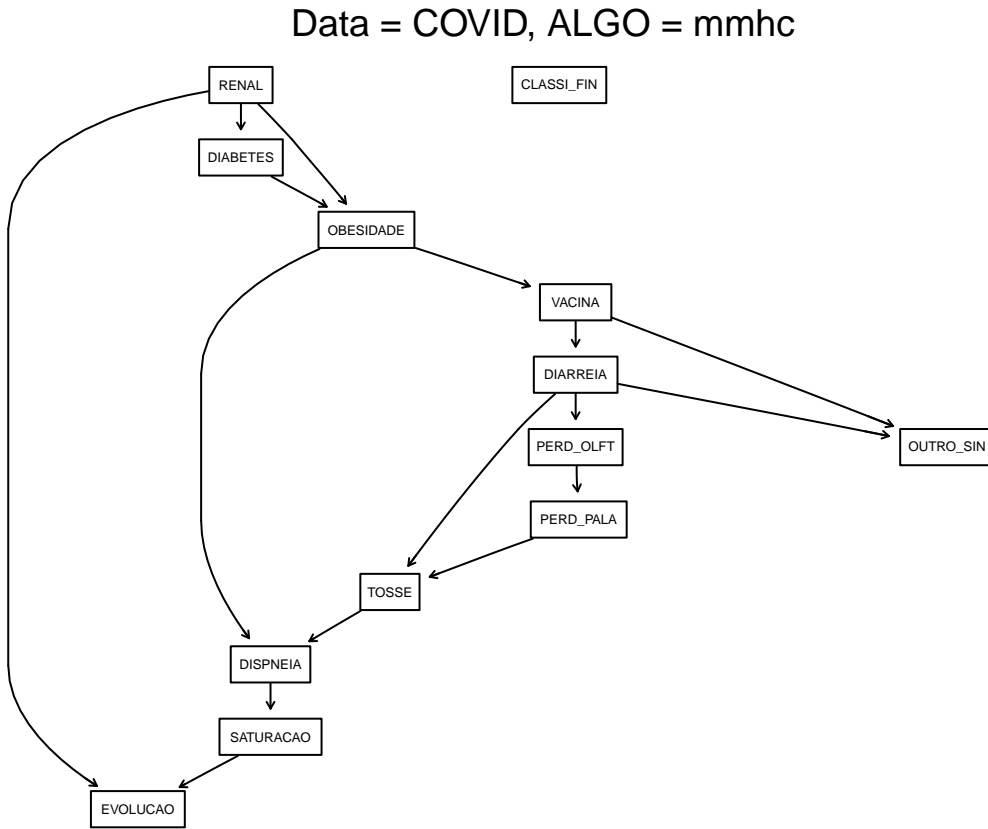 Data = COVID, ALGO = mmhc
RENAL
CLASSI_FIN
DIABETES
OBESIDADE
VACINA
DIARREIA
PERD_OLFT
OUTRO_SIN
PERD_PALA
TOSSE
DISPNEIA
SATURACAO
EVOLUCAO